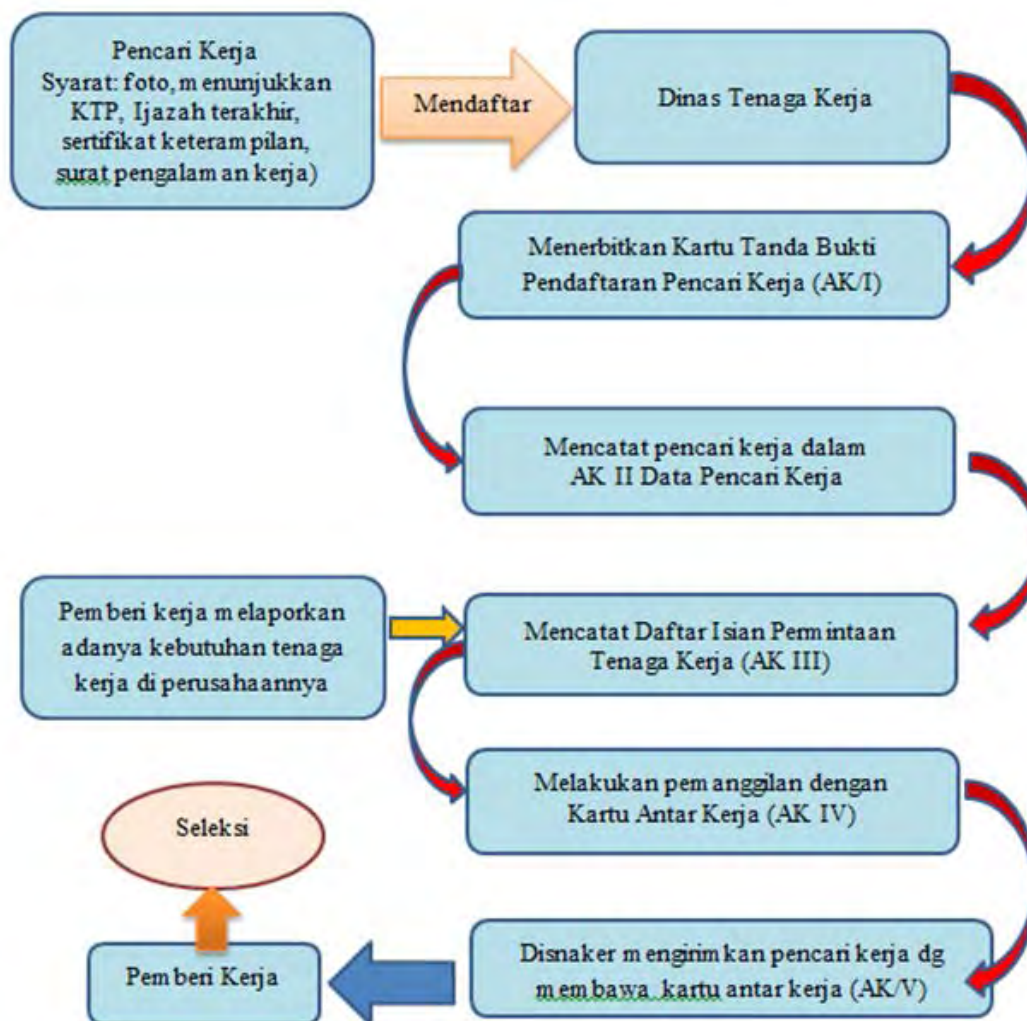 Pencari Kerja
Syarat: foto, menunjukkan
KTP, Ijazah terakhir,
sertifikat keterampilan,
surat pengalaman kerja)
Mendaftar
Dinas Tenaga Kerja
Menerbitkan Kartu Tanda Bukti
Pendaftaran Pencari Kerja (AK/I)
Mencatat pencari kerja dalam
AK II Data Pencari Kerja
Pemberi kerja melaporkan
adanya kebutuhan tenaga
kerja di perusahaannya
Mencatat Daftar Isian Permintaan
Tenaga Kerja (AK III)
Melakukan pemanggilan dengan
Kartu Antar Kerja (AK IV)
Seleksi
Disnaker mengirimkan pencari kerja dg
membawa kartu antar kerja (AK/V)
Pemberi Kerja